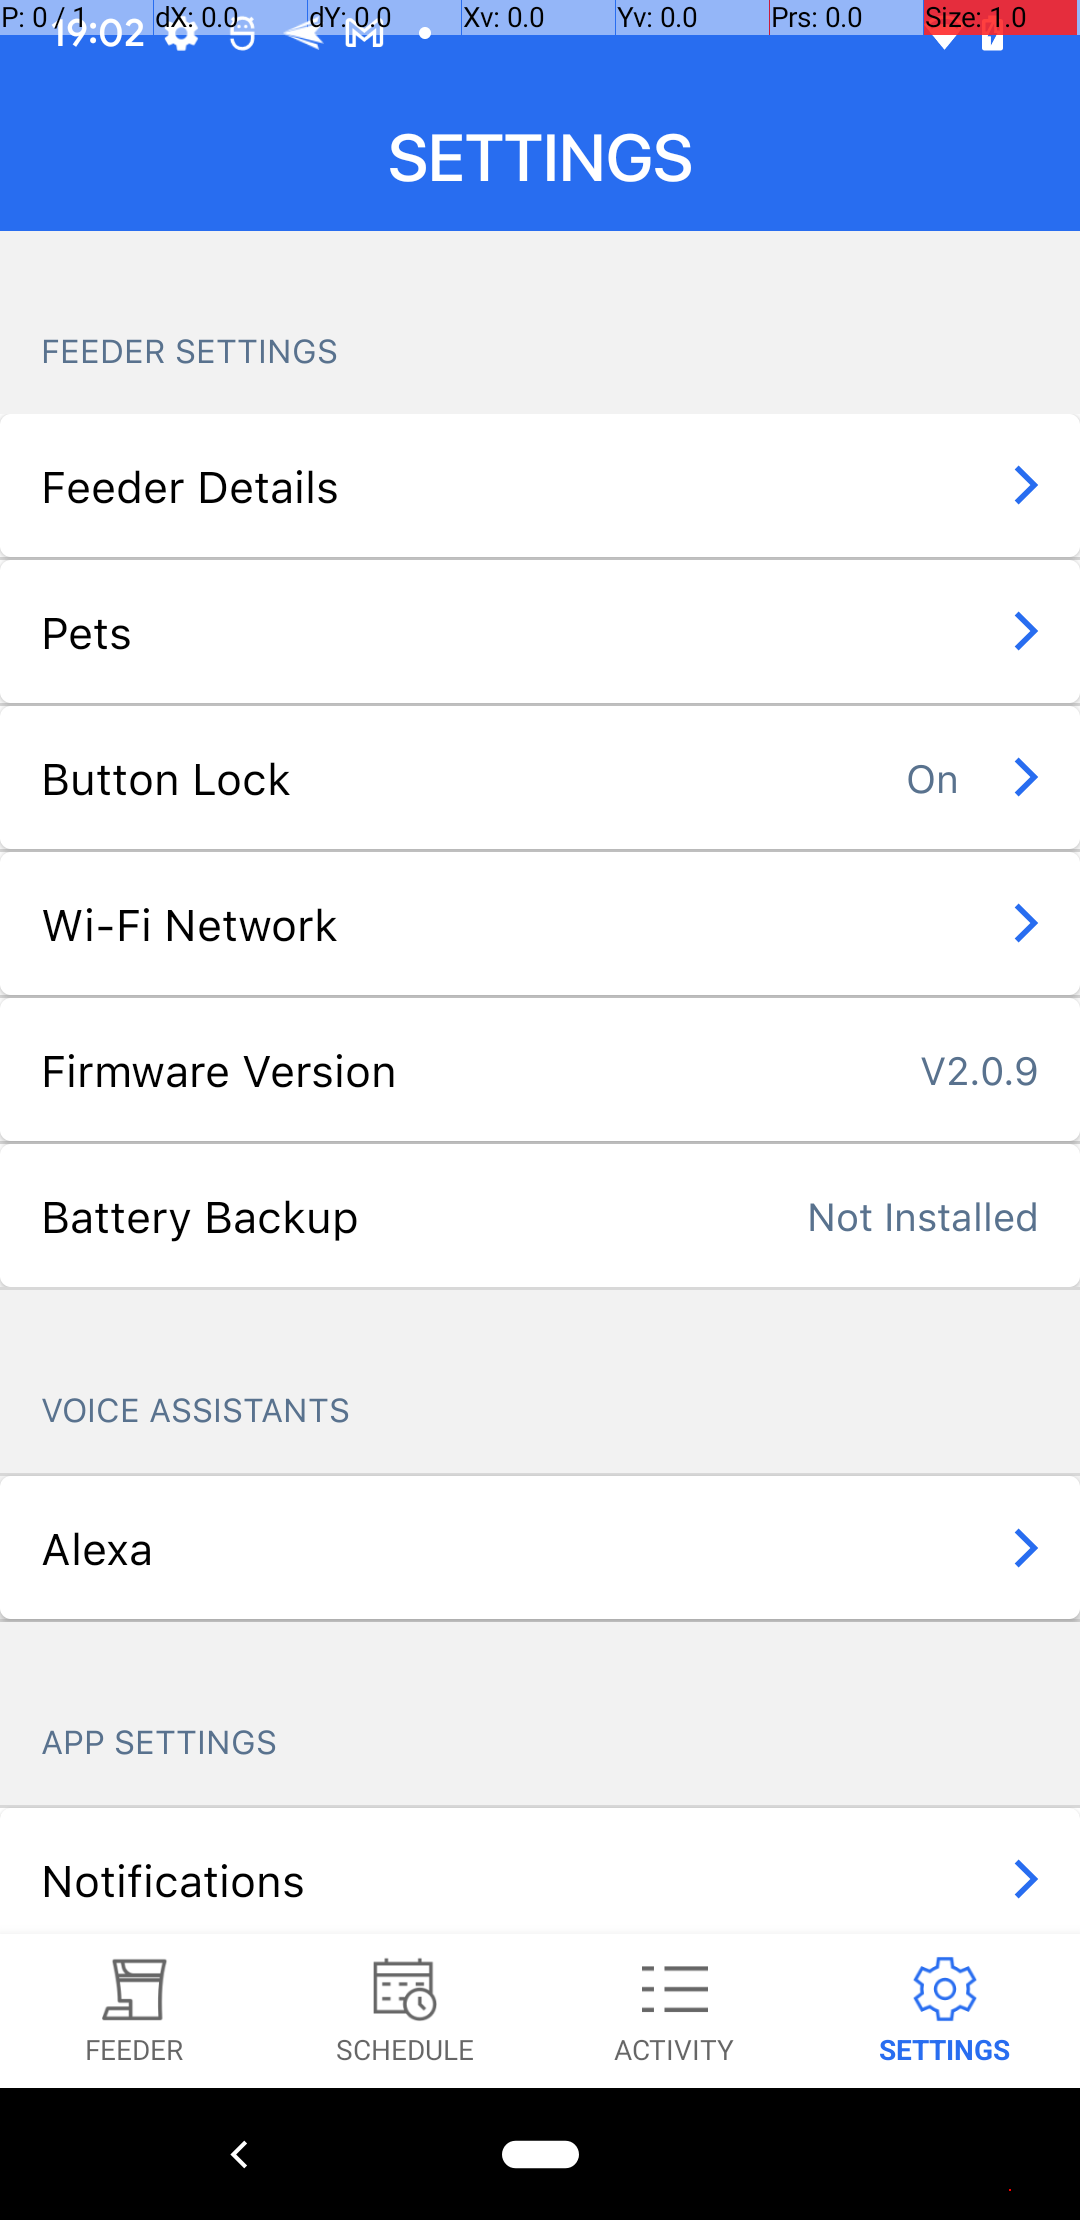 P: 0 / 1 dX: 0.0 dY: 0.0 Xv: 0.0 Yv: 0.0 Prs: 0.0 Size: 1.0
19:02
SETTINGS
FEEDER SETTINGS
Feeder Details
Pets
Button Lock On
Wi-Fi Network
Firmware Version V2.0.9
Battery Backup Not Installed
VOICE ASSISTANTS
Alexa
APP SETTINGS
Notifications
FEEDER SCHEDULE ACTIVITY SETTINGS